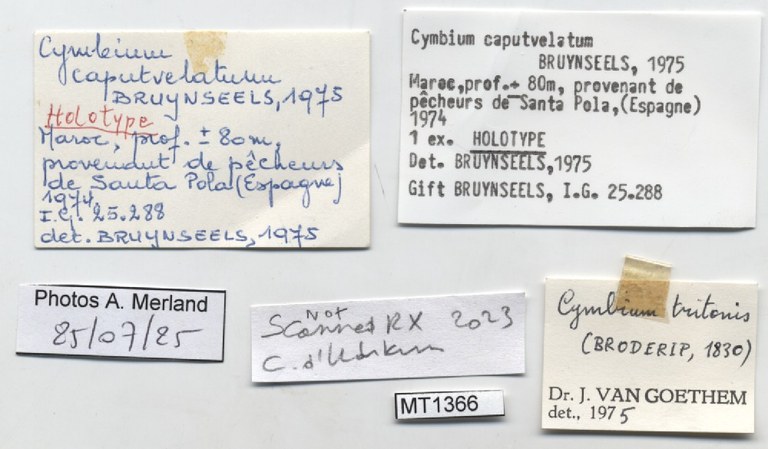 Cymbium
caputvelatum
BRUYNSEELS, 1975
Holotype
Maroc, prof. ± 80m,
provenant de pêcheurs
de Santa Pola (Espagne)
1974
I.G. 25.288
det. BRUYNSEELS, 1975
Cymbium caputvelatum
BRUYNSEELS, 1975
Maroc,prof.± 80m, provenant de
pêcheurs de Santa Pola,(Espagne)
1974
1 ex. HOLOTYPE
Det. BRUYNSEELS,1975
Gift BRUYNSEELS, I.G. 25.288
Photos A. Merland
25/07/25
Not
Scanned RX 2023
C.
MT1366
Cymbium tritonis
(BRODERIP, 1830)
Dr. J. VAN GOETHEM
det., 1975